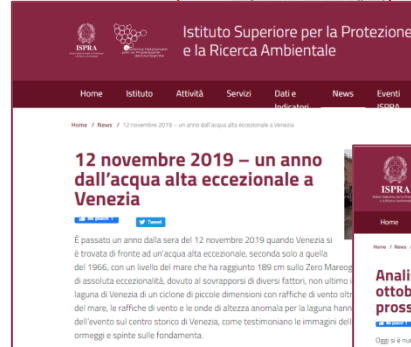 Istituto Superiore per la Protezione
e la Ricerca Ambientale
ISPRA
Home Istituto Attività Servizi Dati e News Eventi
Indicatori ISPRA
Home / News / 12 novembre 2019 – un anno dall'acqua alta eccezionale a Venezia
12 novembre 2019 – un anno
dall'acqua alta eccezionale a
Venezia
Tweet
È passato un anno dalla sera del 12 novembre 2019 quando Venezia si
è trovata di fronte ad un'acqua alta eccezionale, seconda solo a quella
del 1966, con un livello del mare che ha raggiunto 189 cm sullo Zero Mareog
di assoluta eccezionalità, dovuto al sovrapporsi di diversi fattori, non ultimo
laguna di Venezia di un ciclone di piccole dimensioni con raffiche di vento oltr
del mare, le raffiche di vento e le onde di altezza anomala per la laguna hann
dell'evento sul centro storico di Venezia, come testimoniano le immagini del
ormeggi e spinte sulle fondamenta.
ISPRA
Home
Home / News /
Analis
ottob
pross
Oggi si è nu